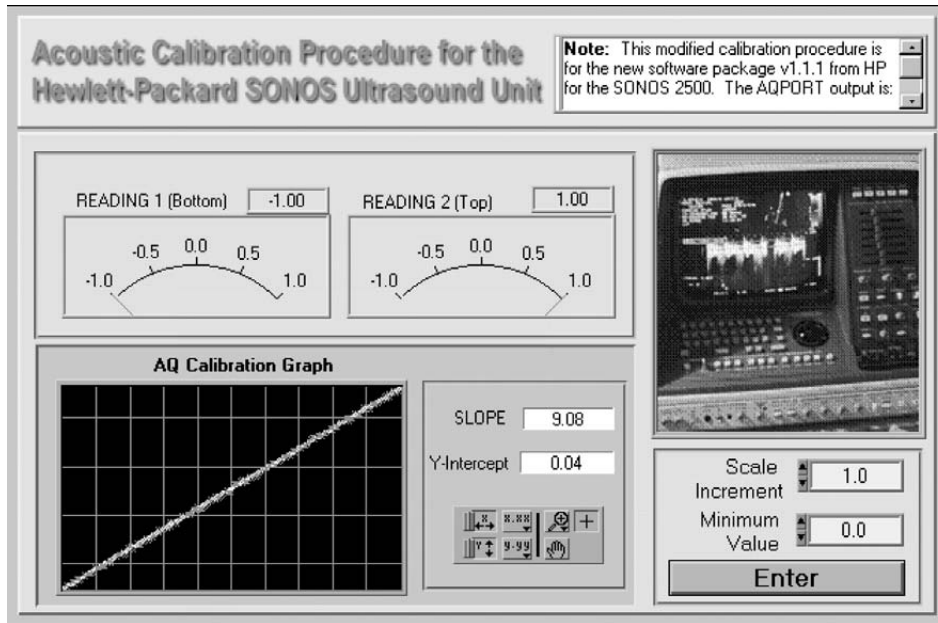 Acoustic Calibration Procedure for the
Hewlett-Packard SONOS Ultrasound Unit
Note: This modified calibration procedure is
for the new software package v1.1.1 from HP
for the SONOS 2500. The AQPORT output is:
READING 1 (Bottom) -1.00
-1.0 -0.5 0.0 0.5 1.0
READING 2 (Top) 1.00
-1.0 -0.5 0.0 0.5 1.0
AQ Calibration Graph
SLOPE 9.08
Y-Intercept 0.04
X x.xx
Y y.yy
Scale
Increment 1.0
Minimum
Value 0.0
Enter